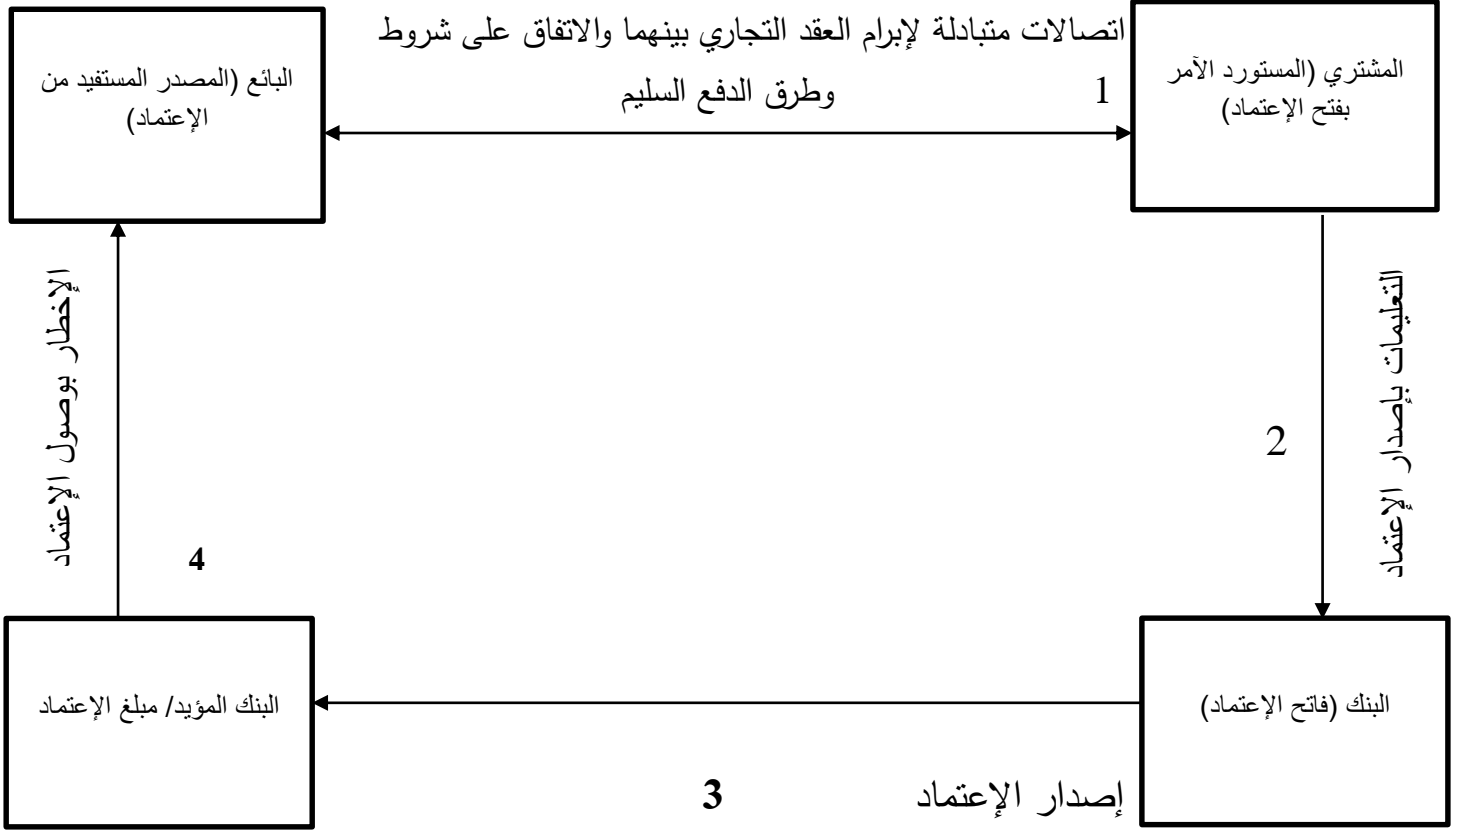 اتصالات متبادلة لإبرام العقد التجاري بينهما والاتفاق على شروط
وطرق الدفع السليم
1
المشتري (المستورد الآمر
بفتح الإعتماد)
البائع (المصدر المستفيد من
الإعتماد)
التعليمات بإصدار الإعتماد
2
البنك (فاتح الإعتماد)
إصدار الإعتماد
3
البنك المؤيد/ مبلغ الإعتماد
4
الإخطار بوصول الإعتماد